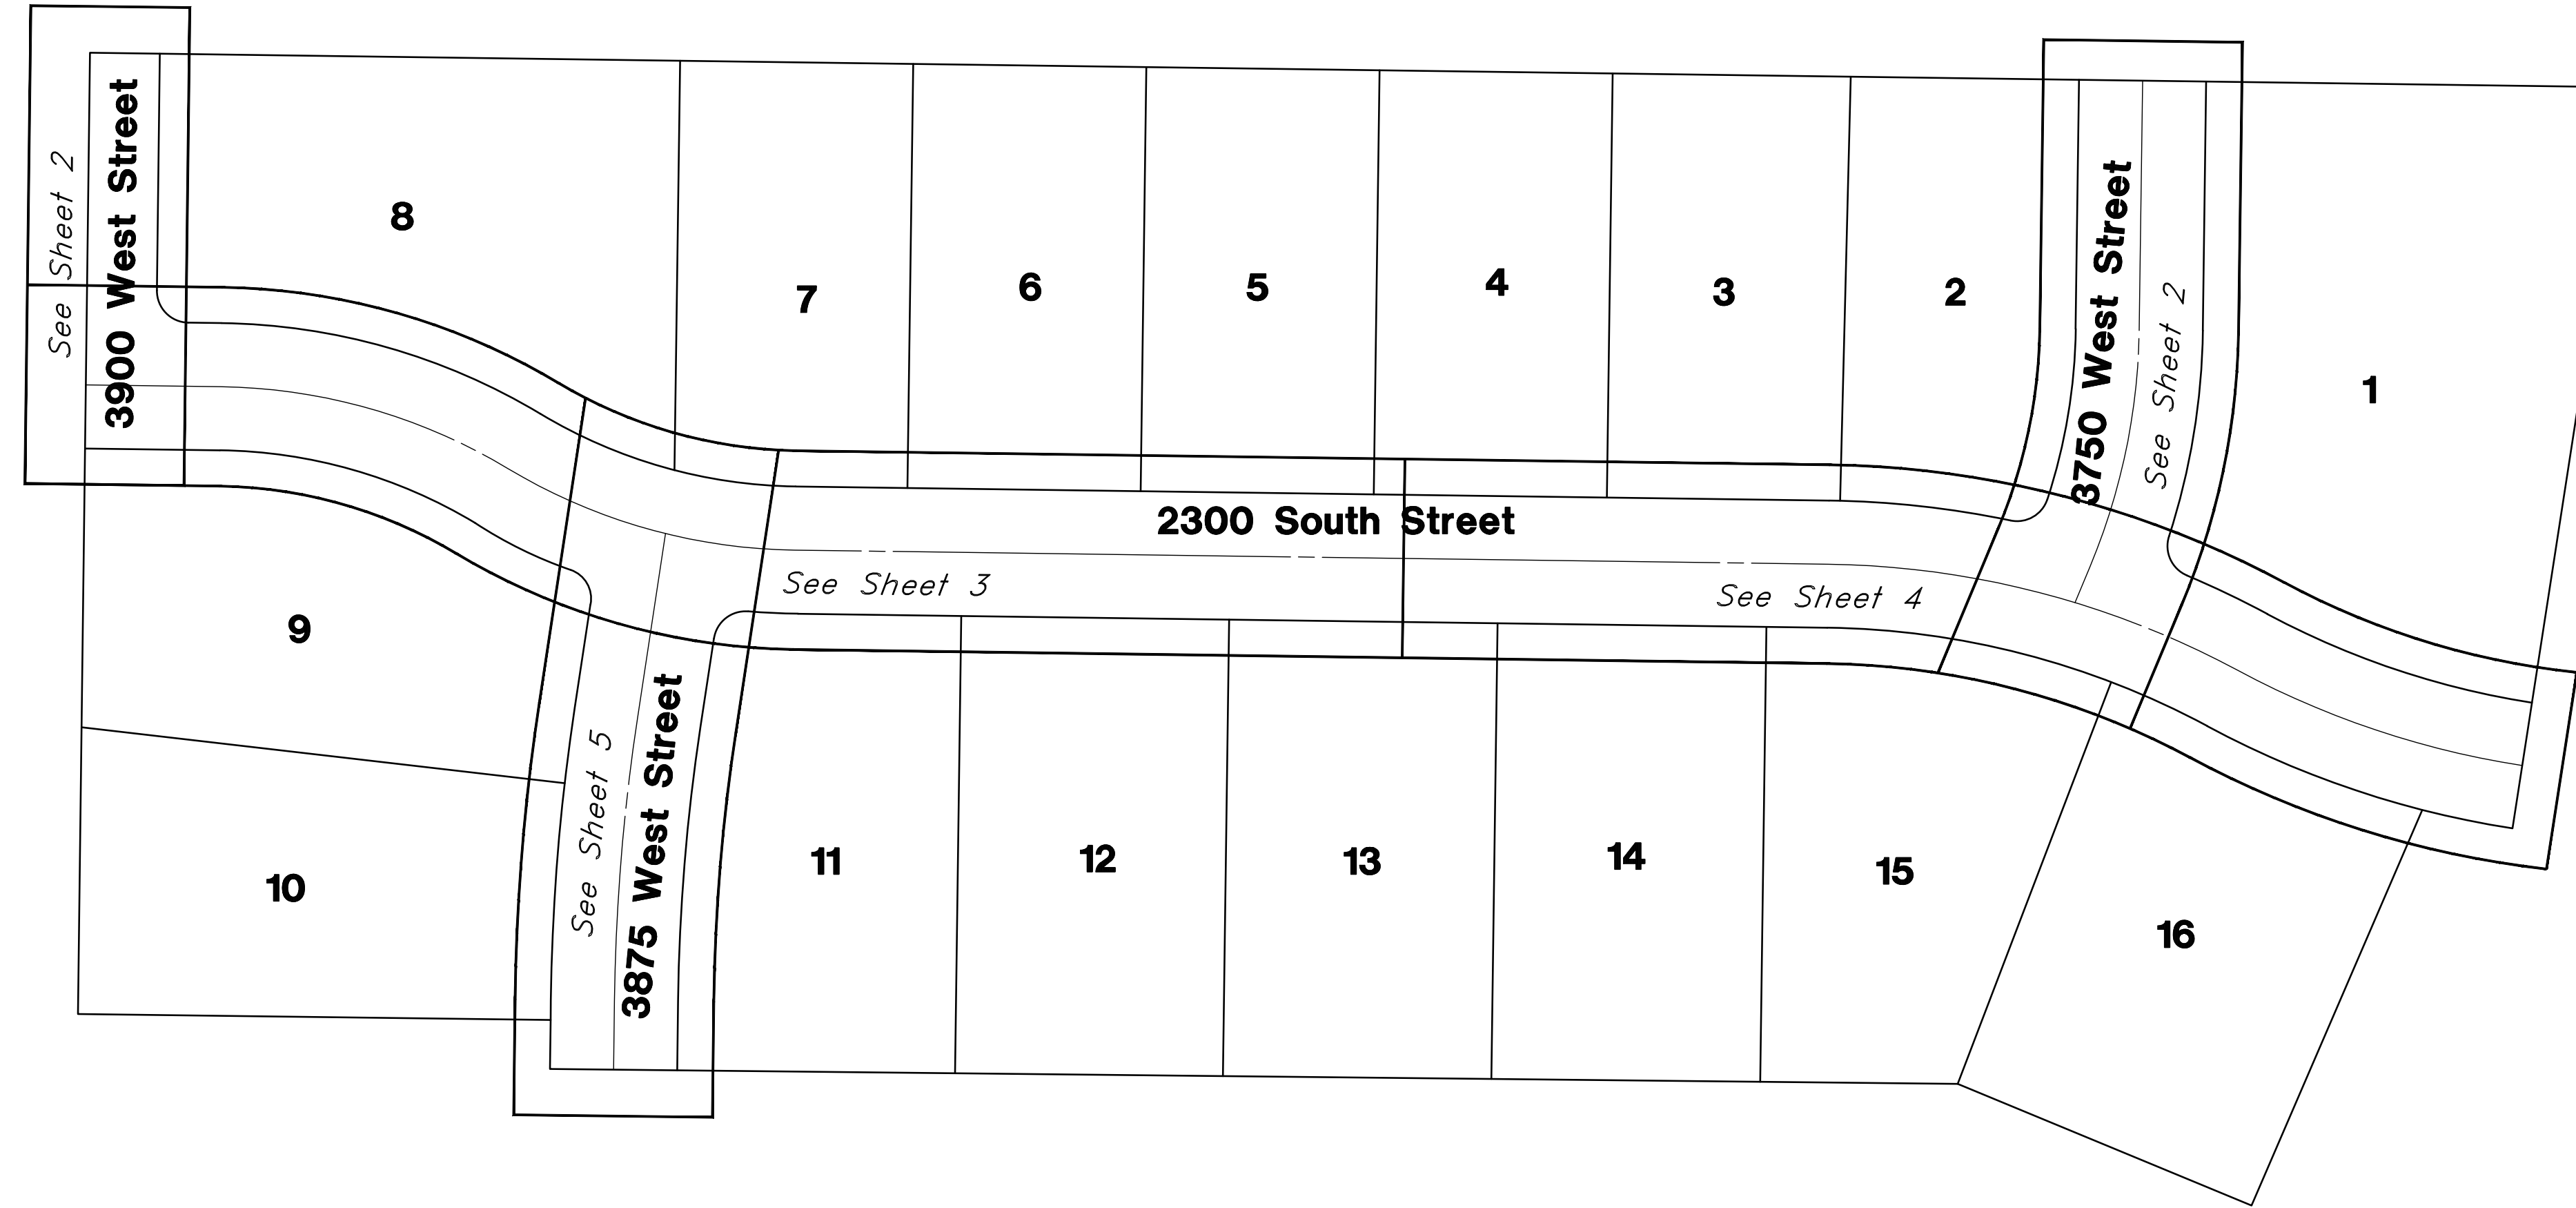 See Sheet 2
See Sheet 2
3900 West Street
8
7
6
5
4
3
2
3750 West Street
See Sheet 2
1
2300 South Street
See Sheet 3
See Sheet 4
9
10
See Sheet 5
3875 West Street
11
12
13
14
15
16